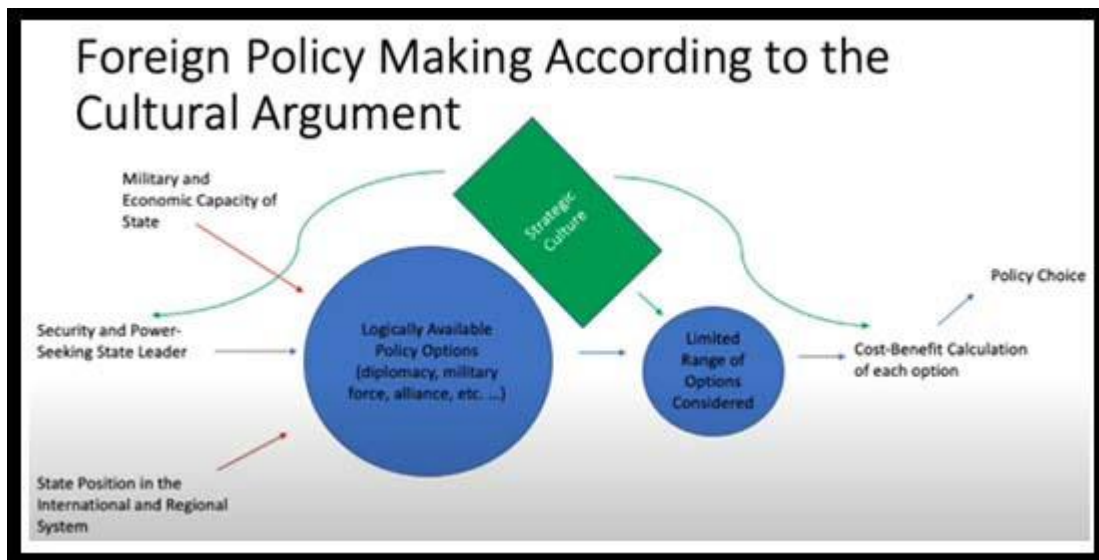 Foreign Policy Making According to the
Cultural Argument
Military and
Economic Capacity of
State
Strategic
Culture
Policy Choice
Security and Power-
Seeking State Leader
Logically Available
Policy Options
(diplomacy, military
force, alliance, etc. ...)
Limited
Range of
Options
Considered
Cost-Benefit Calculation
of each option
State Position in the
International and Regional
System